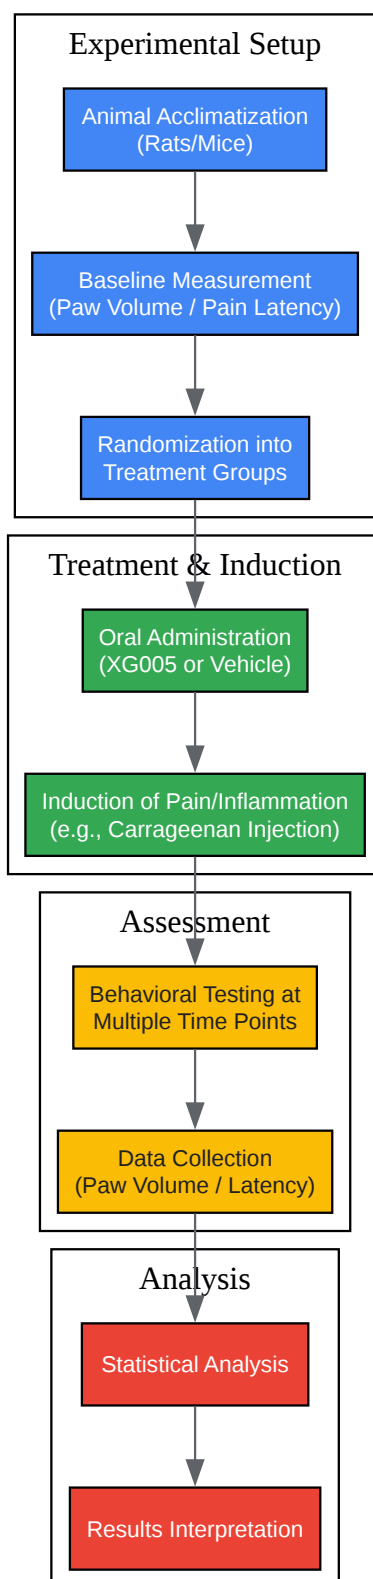 Experimental Setup
Animal Acclimatization
(Rats/Mice)
Baseline Measurement
(Paw Volume / Pain Latency)
Randomization into
Treatment Groups
Treatment & Induction
Oral Administration
(XG005 or Vehicle)
Induction of Pain/Inflammation
(e.g., Carrageenan Injection)
Assessment
Behavioral Testing at
Multiple Time Points
Data Collection
(Paw Volume / Latency)
Analysis
Statistical Analysis
Results Interpretation